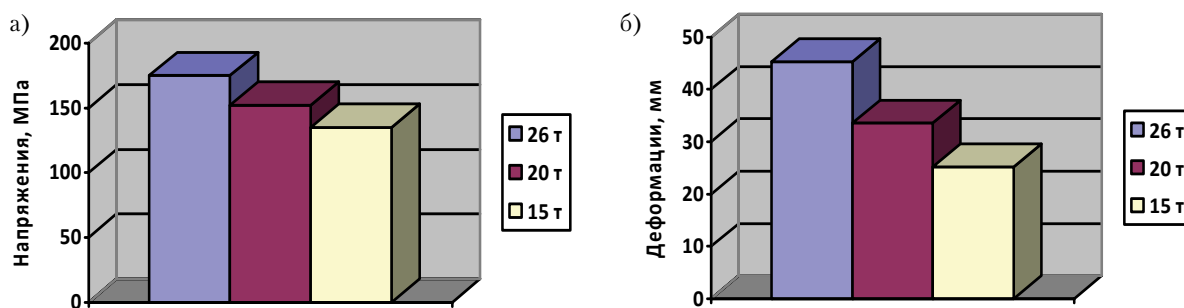 а)
Напряжения, МПа
200
150
100
50
0
26 т
20 т
15 т
б)
Деформации, мм
50
40
30
20
10
0
26 т
20 т
15 т